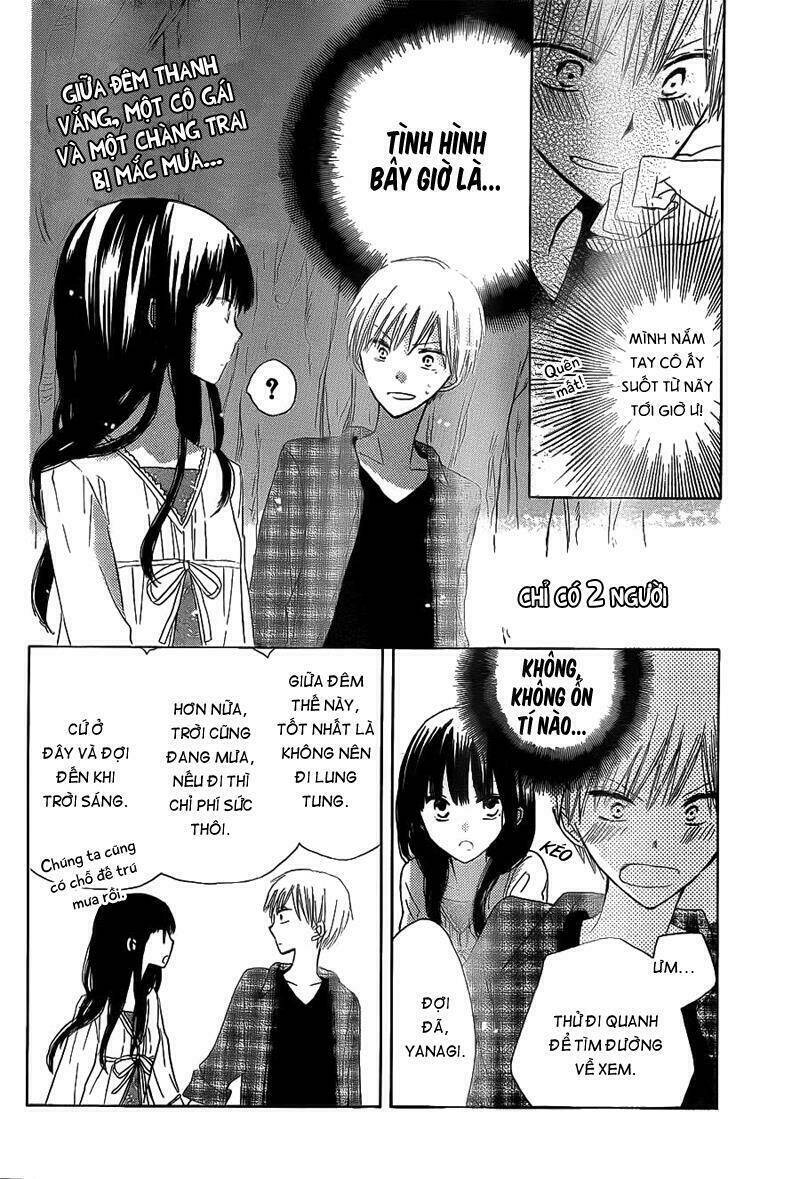 MÌNH NẮM
TAY CÔ ẤY
SUỐT TỪ NÃY
TỚI GIỜ Ư!
Quên
mất!
TÌNH HÌNH
BÂY GIỜ LÀ...
GIỮA ĐÊM THANH
VẮNG, MỘT CÔ GÁI
VÀ MỘT CHÀNG TRAI
BỊ MẮC MƯA...
?
CHỈ CÓ 2 NGƯỜI
KHÔNG,
KHÔNG ỔN
TÍ NÀO...
ƯM...
THỬ ĐI QUANH
ĐỂ TÌM ĐƯỜNG
VỀ XEM.
KÉO
ĐỢI
ĐÃ,
YANAGI.
GIỮA ĐÊM
THẾ NÀY,
TỐT NHẤT LÀ
KHÔNG NÊN
ĐI LUNG
TUNG.
HƠN NỮA,
TRỜI CŨNG
ĐANG MƯA,
NẾU ĐI THÌ
CHỈ PHÍ SỨC
THÔI.
CỨ Ở
ĐÂY VÀ ĐỢI
ĐẾN KHI
TRỜI SÁNG.
Chúng ta cũng
có chỗ để trú
mưa rồi.